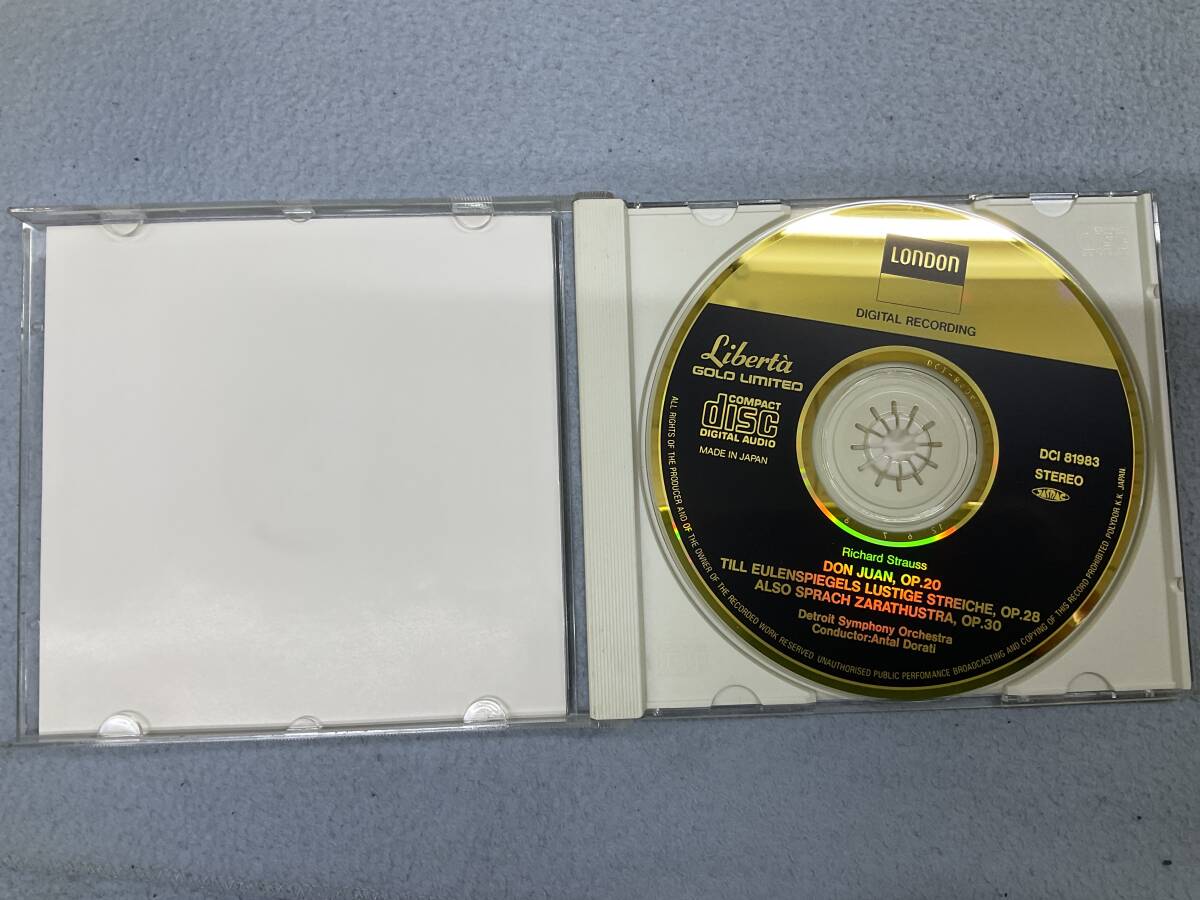 LONDON
DIGITAL RECORDING
Libertà
GOLD LIMITED
COMPACT
disc
DIGITAL AUDIO
MADE IN JAPAN
DCI 81983
STEREO
JASRAC
Richard Strauss
DON JUAN, OP.20
TILL EULENSPIEGELS LUSTIGE STREICHE, OP.28
ALSO SPRACH ZARATHUSTRA, OP.30
Detroit Symphony Orchestra
Conductor:Antal Dorati
ALL RIGHTS OF THE PRODUCER AND OF THE OWNER OF THE RECORDED WORK RESERVED UNAUTHORISED PUBLIC PERFOMANCE BROADCASTING AND COPYING OF THIS RECORD PROHIBITED POLYDOR K.K. JAPAN